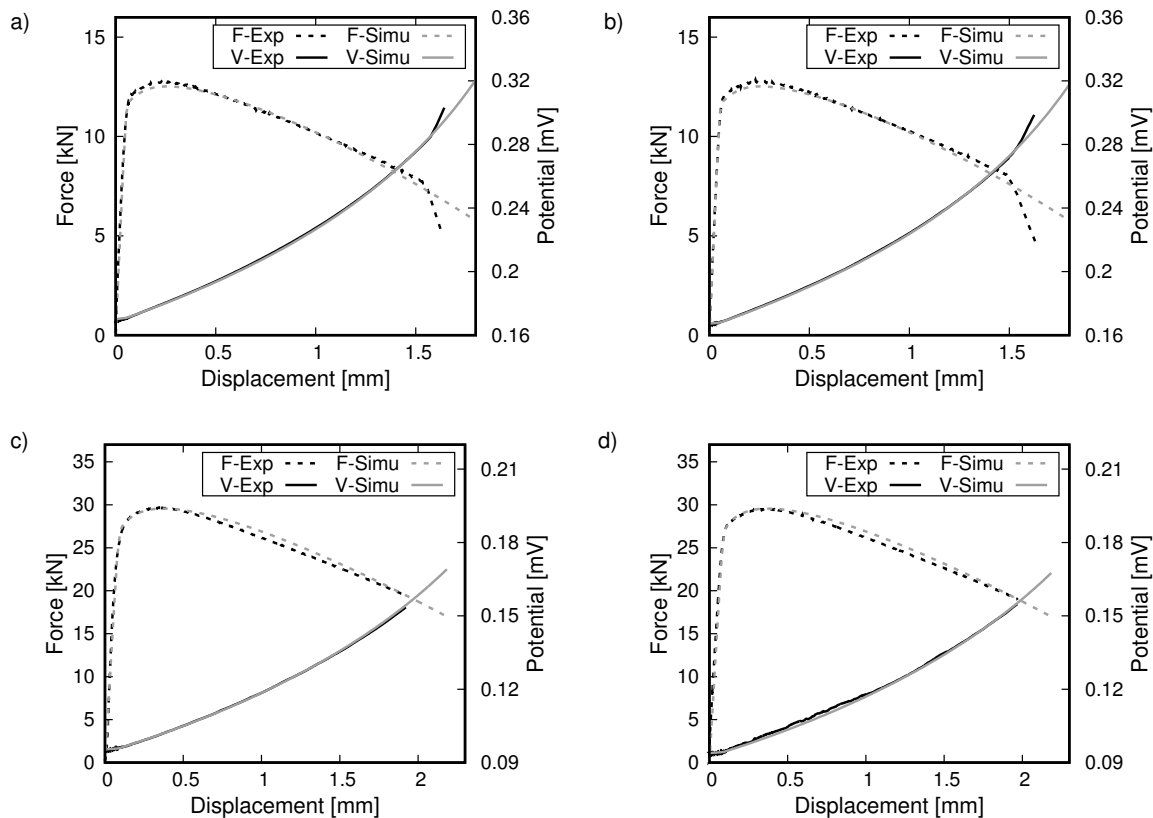 a)
F-Exp F-Simu
V-Exp V-Simu
15
10
5
0
Force [kN]
0.36
0.32
0.28
0.24
0.2
0.16
Potential [mV]
0 0.5 1 1.5
Displacement [mm]
b)
F-Exp F-Simu
V-Exp V-Simu
15
10
5
0
Force [kN]
0.36
0.32
0.28
0.24
0.2
0.16
Potential [mV]
0 0.5 1 1.5
Displacement [mm]
c)
F-Exp F-Simu
V-Exp V-Simu
35
30
25
20
15
10
5
0
Force [kN]
0.21
0.18
0.15
0.12
0.09
Potential [mV]
0 0.5 1 1.5 2
Displacement [mm]
d)
F-Exp F-Simu
V-Exp V-Simu
35
30
25
20
15
10
5
0
Force [kN]
0.21
0.18
0.15
0.12
0.09
Potential [mV]
0 0.5 1 1.5 2
Displacement [mm]